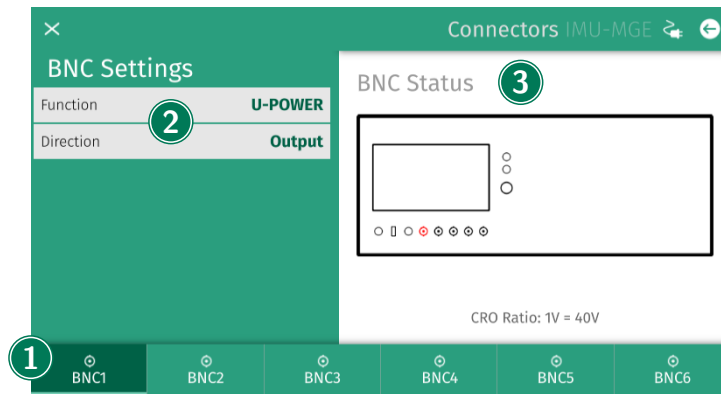 Connectors IMU-MGE
BNC Settings
Function U-POWER
Direction Output
2
BNC Status
3
CRO Ratio: 1V = 40V
1
BNC1 BNC2 BNC3 BNC4 BNC5 BNC6